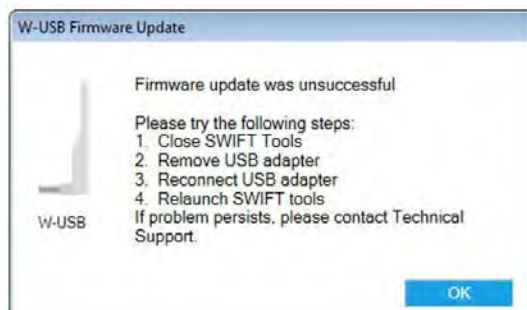 W-USB Firmware Update
Firmware update was unsuccessful
Please try the following steps:
1. Close SWIFT Tools
2. Remove USB adapter
3. Reconnect USB adapter
4. Relaunch SWIFT tools
If problem persists, please contact Technical
Support.
W-USB
OK